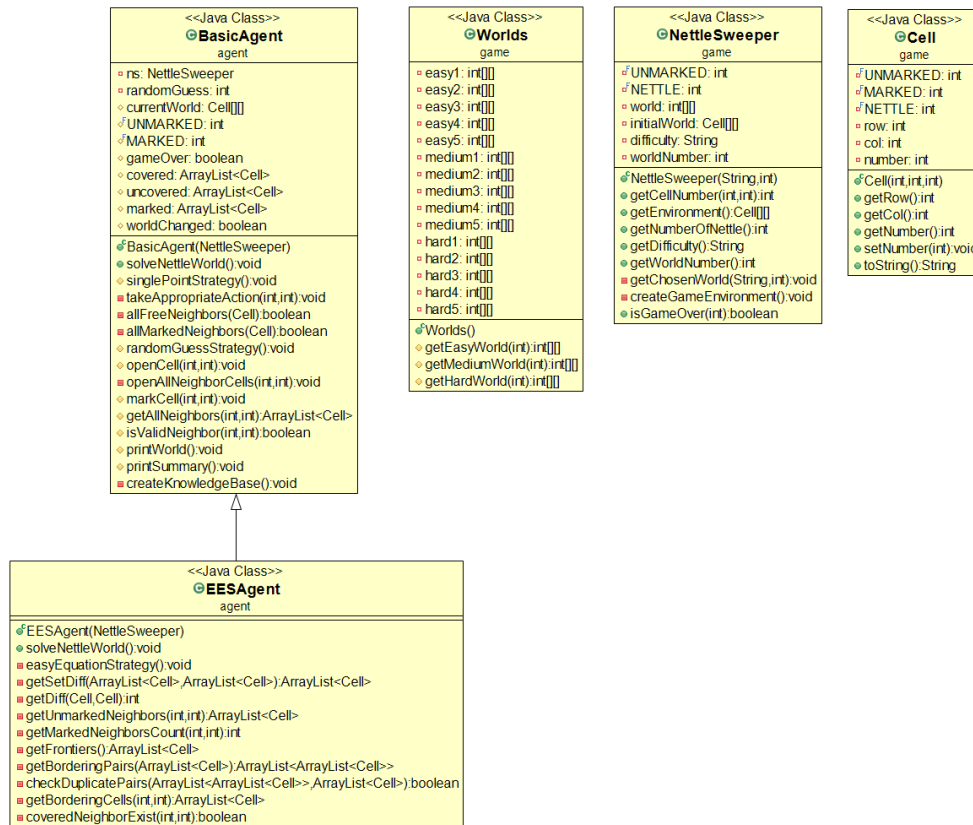 <<Java Class>>
BasicAgent
agent
ns: NettleSweeper
randomGuess: int
currentWorld: Cell[][]
UNMARKED: int
MARKED: int
gameOver: boolean
covered: ArrayList<Cell>
uncovered: ArrayList<Cell>
marked: ArrayList<Cell>
worldChanged: boolean
BasicAgent(NettleSweeper)
solveNettleWorld():void
singlePointStrategy():void
takeAppropriateAction(int,int):void
allFreeNeighbors(Cell):boolean
allMarkedNeighbors(Cell):boolean
randomGuessStrategy():void
openCell(int,int):void
openAllNeighborCells(int,int):void
markCell(int,int):void
getAllNeighbors(int,int):ArrayList<Cell>
isValidNeighbor(int,int):boolean
printWorld():void
printSummary():void
createKnowledgeBase():void
<<Java Class>>
Worlds
game
easy1: int[][]
easy2: int[][]
easy3: int[][]
easy4: int[][]
easy5: int[][]
medium1: int[][]
medium2: int[][]
medium3: int[][]
medium4: int[][]
medium5: int[][]
hard1: int[][]
hard2: int[][]
hard3: int[][]
hard4: int[][]
hard5: int[][]
Worlds()
getEasyWorld(int):int[][]
getMediumWorld(int):int[][]
getHardWorld(int):int[][]
<<Java Class>>
NettleSweeper
game
UNMARKED: int
NETTLE: int
world: int[][]
initialWorld: Cell[][]
difficulty: String
worldNumber: int
NettleSweeper(String,int)
getCellNumber(int,int):int
getEnvironment():Cell[][]
getNumberOfNettle():int
getDifficulty():String
getWorldNumber():int
getChosenWorld(String,int):void
createGameEnvironment():void
isGameOver(int):boolean
<<Java Class>>
Cell
game
UNMARKED: int
MARKED: int
NETTLE: int
row: int
col: int
number: int
Cell(int,int,int)
getRow():int
getCol():int
getNumber():int
setNumber(int):void
toString():String
<<Java Class>>
EESAgent
agent
EESAgent(NettleSweeper)
solveNettleWorld():void
easyEquationStrategy():void
getSetDiff(ArrayList<Cell>,ArrayList<Cell>):ArrayList<Cell>
getDiff(Cell,Cell):int
getUnmarkedNeighbors(int,int):ArrayList<Cell>
getMarkedNeighborsCount(int,int):int
getFrontiers():ArrayList<Cell>
getBorderingPairs(ArrayList<Cell>):ArrayList<ArrayList<Cell>>
checkDuplicatePairs(ArrayList<ArrayList<Cell>>,ArrayList<Cell>):boolean
getBorderingCells(int,int):ArrayList<Cell>
coveredNeighborExist(int,int):boolean